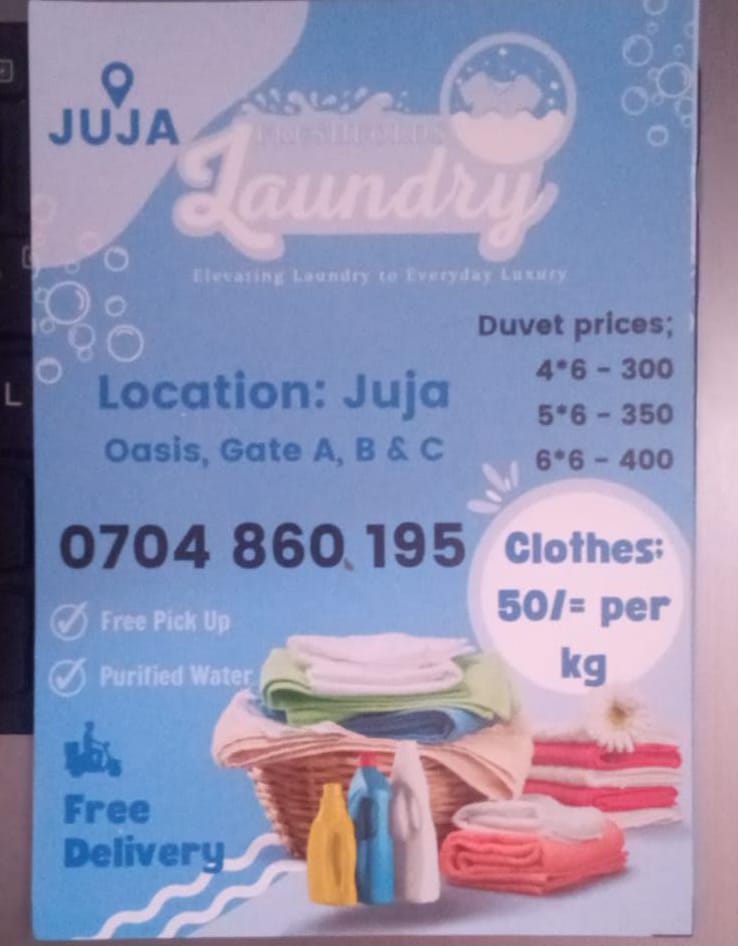 JUJA
FRESHFOLDS
Laundry
Elevating Laundry to Everyday Luxury
Duvet prices;
4*6 - 300
5*6 - 350
6*6 - 400
Location: Juja
Oasis, Gate A, B & C
0704 860 195
Clothes:
50/= per
kg
Free Pick Up
Purified Water
Free
Delivery
L